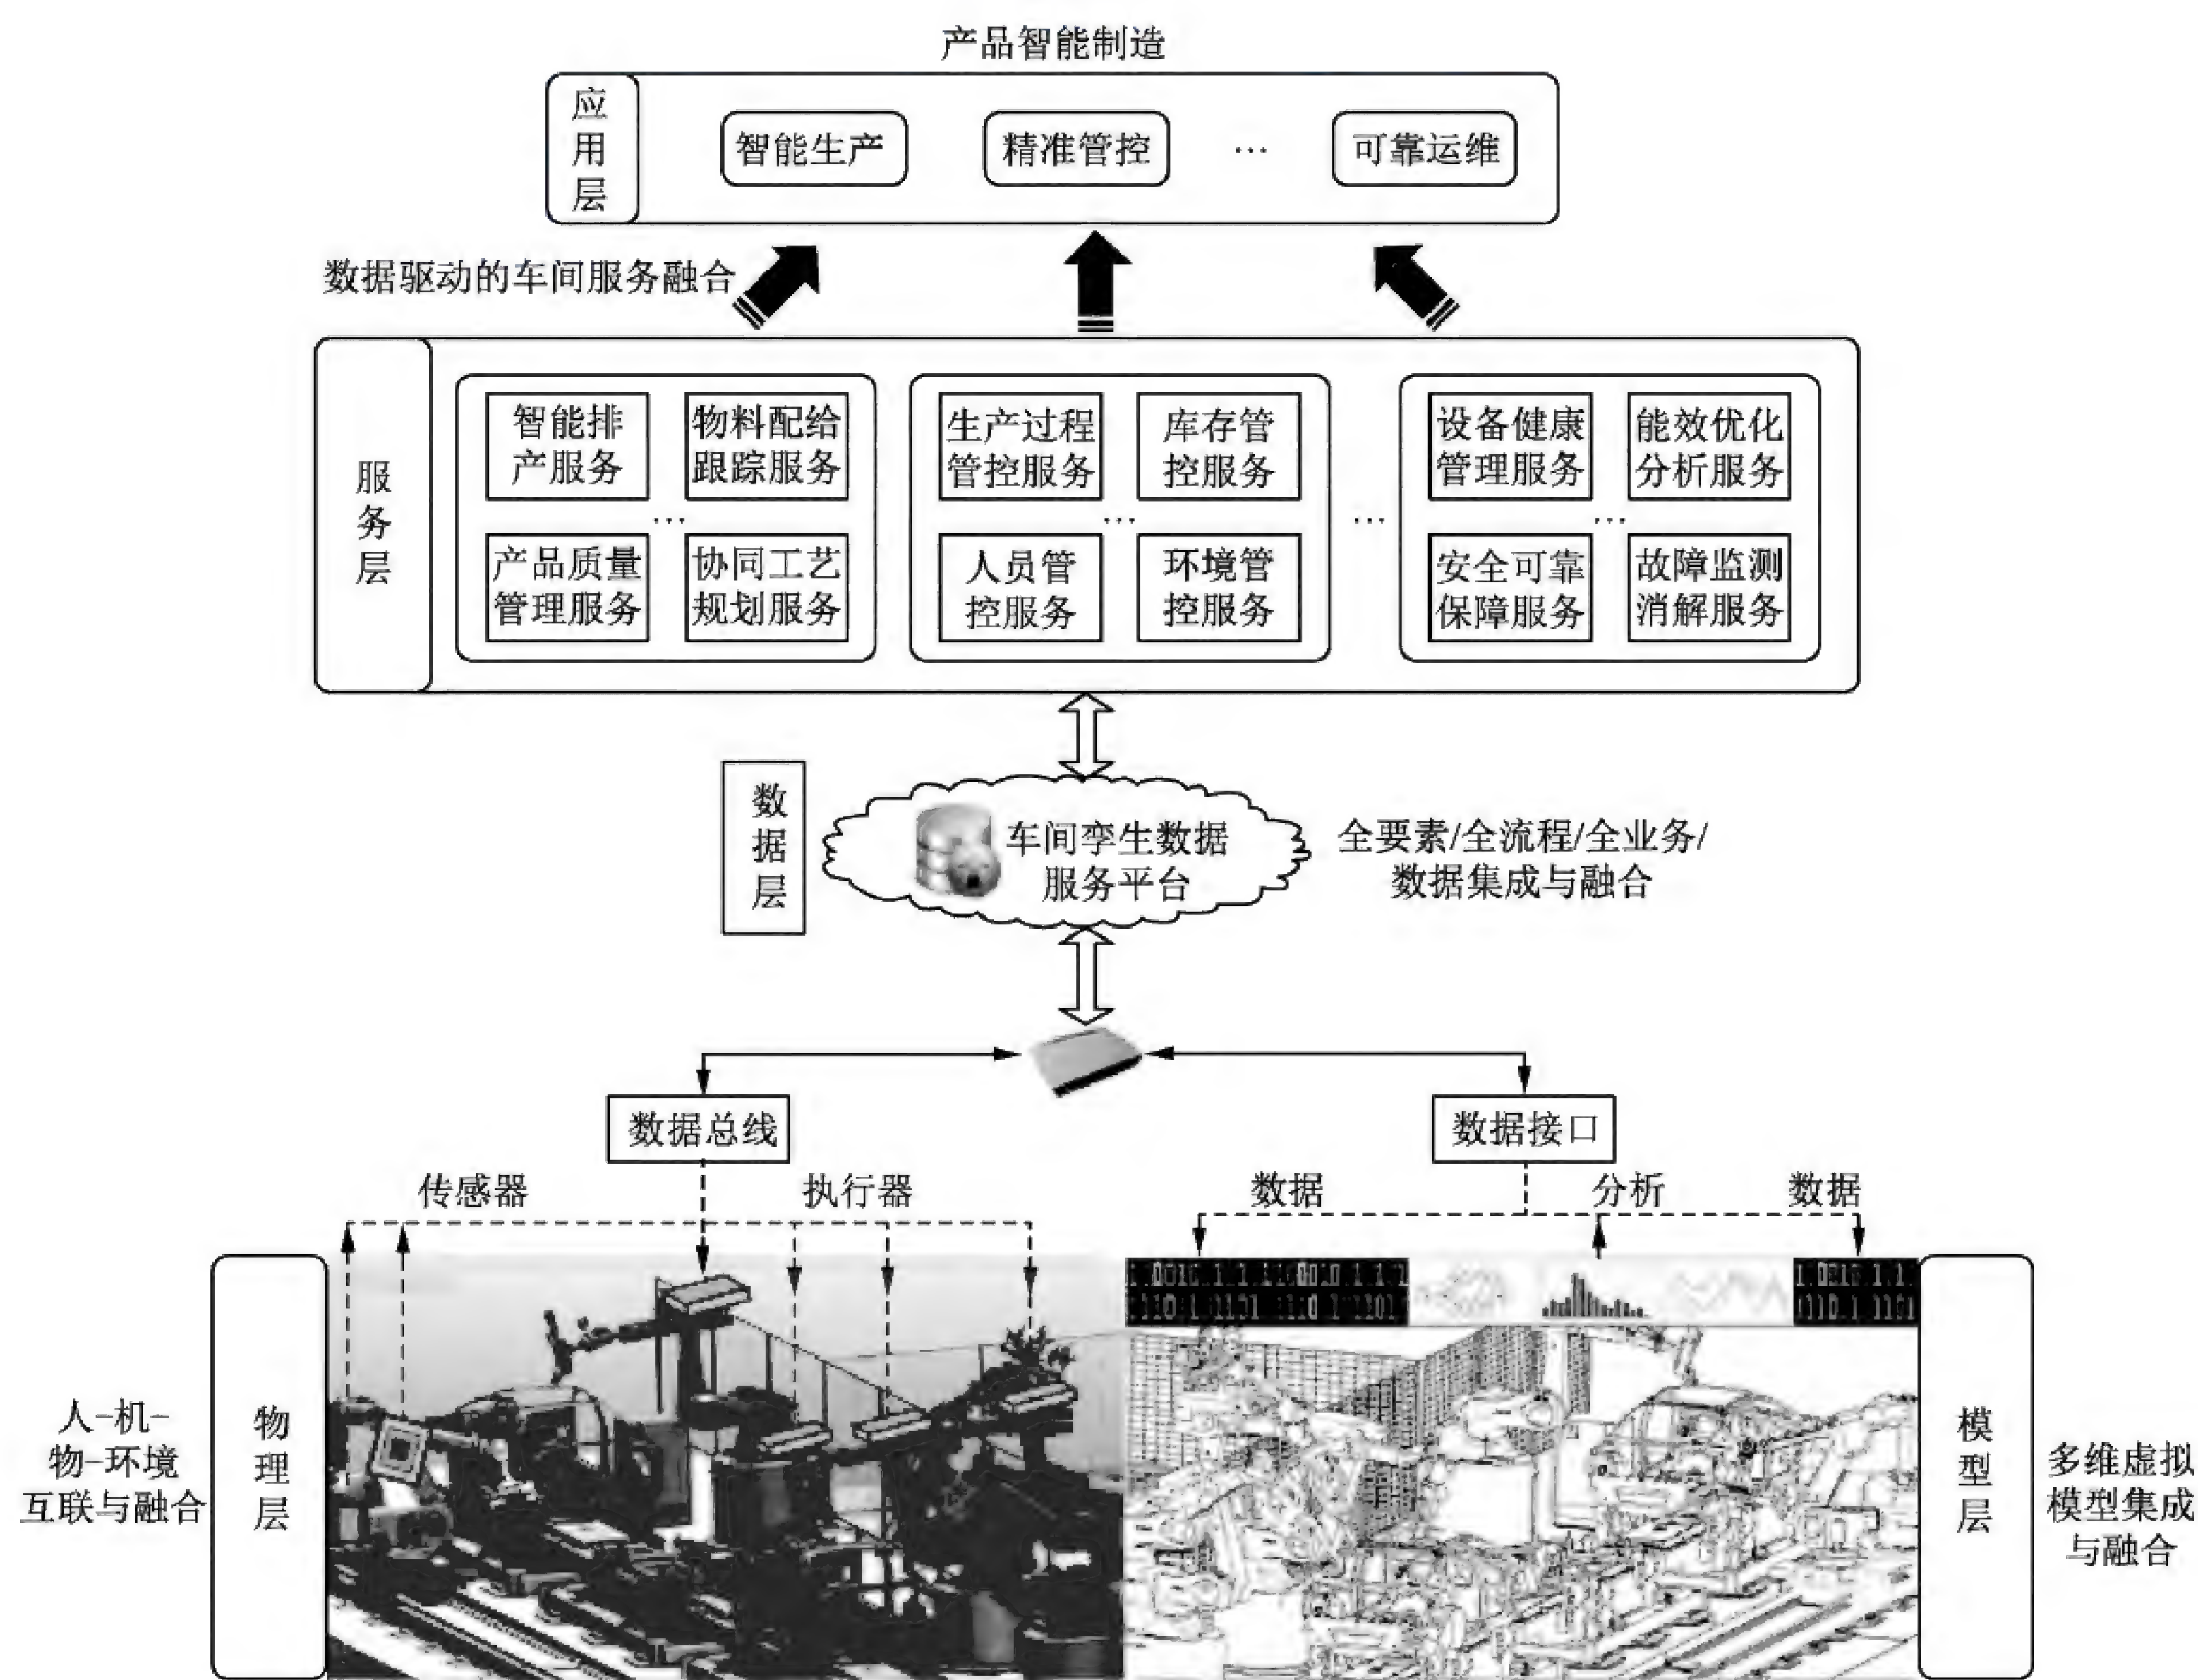 产品智能制造
应用层
智能生产
精准管控
…
可靠运维
数据驱动的车间服务融合
服务层
智能排
产服务
物料配给
跟踪服务
…
产品质量
管理服务
协同工艺
规划服务
生产过程
管控服务
库存管
控服务
…
人员管
控服务
环境管
控服务
…
设备健康
管理服务
能效优化
分析服务
…
安全可靠
保障服务
故障监测
消解服务
数据层
车间孪生数据
服务平台
全要素/全流程/全业务/
数据集成与融合
数据总线
数据接口
传感器
执行器
数据
分析
数据
人-机-
物-环境
互联与融合
物理层
模型层
多维虚拟
模型集成
与融合